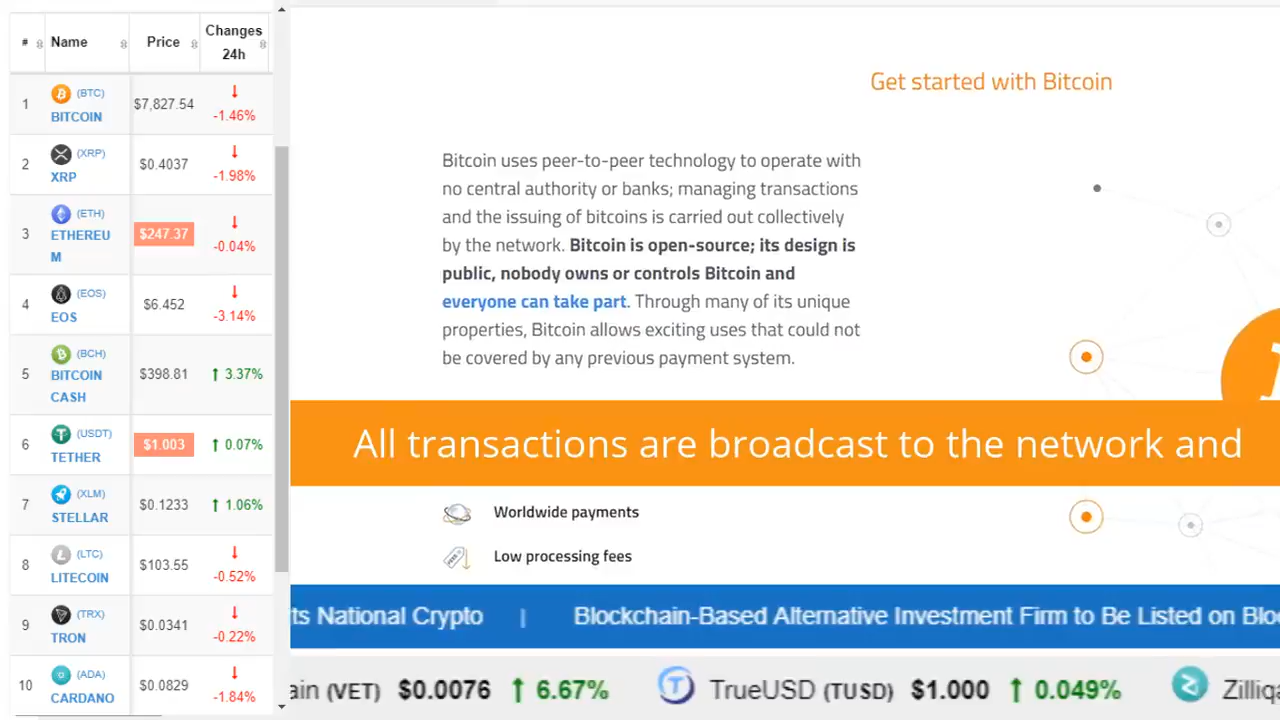 # Name Price Changes 24h
1 (BTC) BITCOIN $7,827.54 ↓ -1.46%
2 (XRP) XRP $0.4037 ↓ -1.98%
3 (ETH) ETHEREUM $247.37 ↓ -0.04%
4 (EOS) EOS $6.452 ↓ -3.14%
5 (BCH) BITCOIN CASH $398.81 ↑ 3.37%
6 (USDT) TETHER $1.003 ↑ 0.07%
7 (XLM) STELLAR $0.1233 ↑ 1.06%
8 (LTC) LITECOIN $103.55 ↓ -0.52%
9 (TRX) TRON $0.0341 ↓ -0.22%
10 (ADA) CARDANO $0.0829 ↓ -1.84%
Get started with Bitcoin
Bitcoin uses peer-to-peer technology to operate with
no central authority or banks; managing transactions
and the issuing of bitcoins is carried out collectively
by the network. Bitcoin is open-source; its design is
public, nobody owns or controls Bitcoin and
everyone can take part. Through many of its unique
properties, Bitcoin allows exciting uses that could not
be covered by any previous payment system.
All transactions are broadcast to the network and
Worldwide payments
Low processing fees
ts National Crypto | Blockchain-Based Alternative Investment Firm to Be Listed on Blo
ain (VET) $0.0076 ↑ 6.67% TrueUSD (TUSD) $1.000 ↑ 0.049% Zilliqa